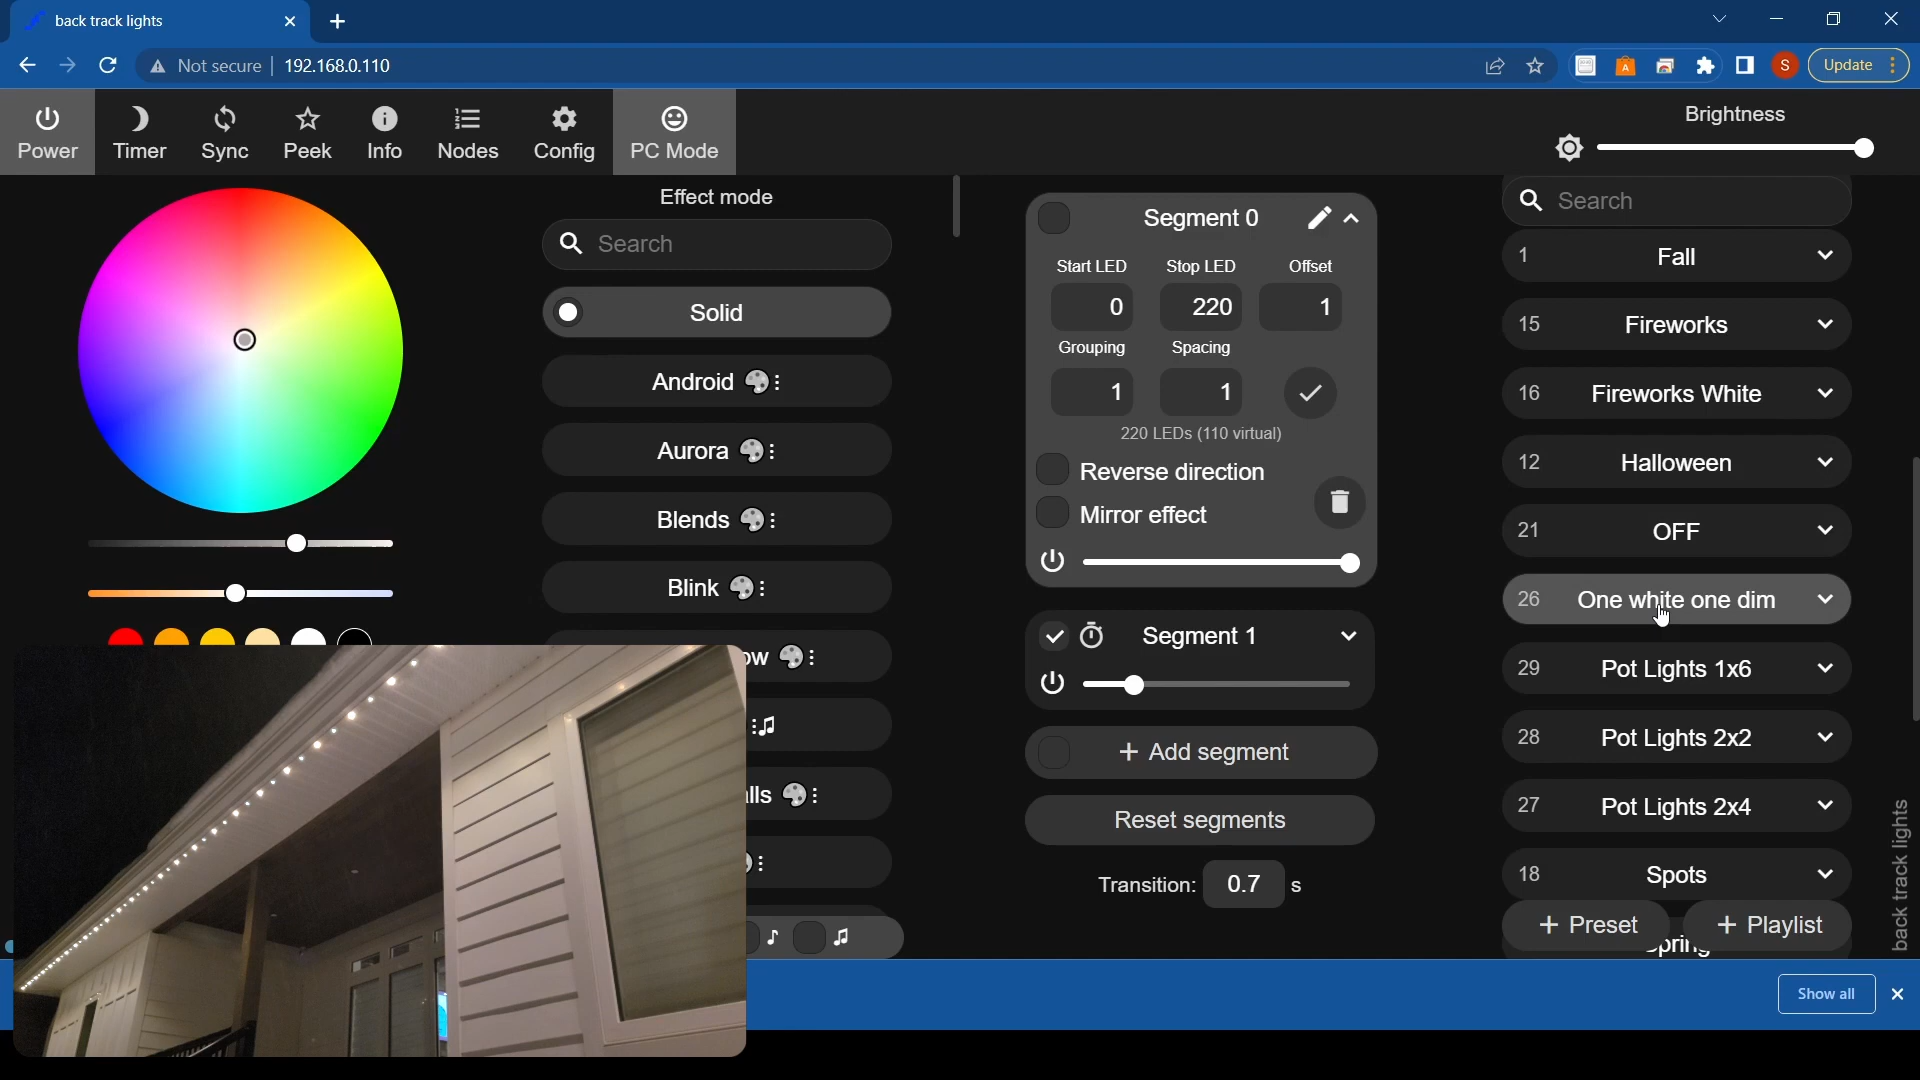 back track lights
Not secure
192.168.0.110
Update
S
Power
Timer
Sync
Peek
Info
Nodes
Config
PC Mode
Brightness
Effect mode
Search
Solid
Android
Aurora
Blends
Blink
ow
lls
Segment 0
Start LED
Stop LED
Offset
0
220
1
Grouping
Spacing
1
1
220 LEDs (110 virtual)
Reverse direction
Mirror effect
Segment 1
+ Add segment
Reset segments
Transition: 0.7 s
Search
1 Fall
15 Fireworks
16 Fireworks White
12 Halloween
21 OFF
26 One white one dim
29 Pot Lights 1x6
28 Pot Lights 2x2
27 Pot Lights 2x4
18 Spots
+ Preset
+ Playlist
Spring
back track lights
Show all